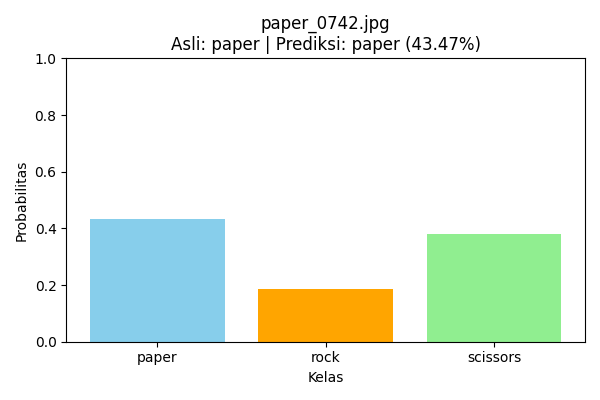 paper_0742.jpg
Asli: paper | Prediksi: paper (43.47%)
1.0
0.8
0.6
0.4
0.2
0.0
Probabilitas
paper
rock
scissors
Kelas